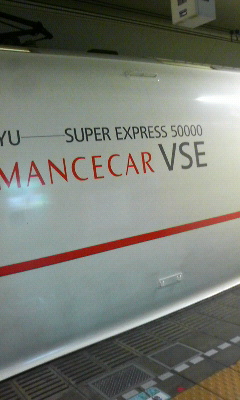 YU SUPER EXPRESS 50000
MANCECAR VSE